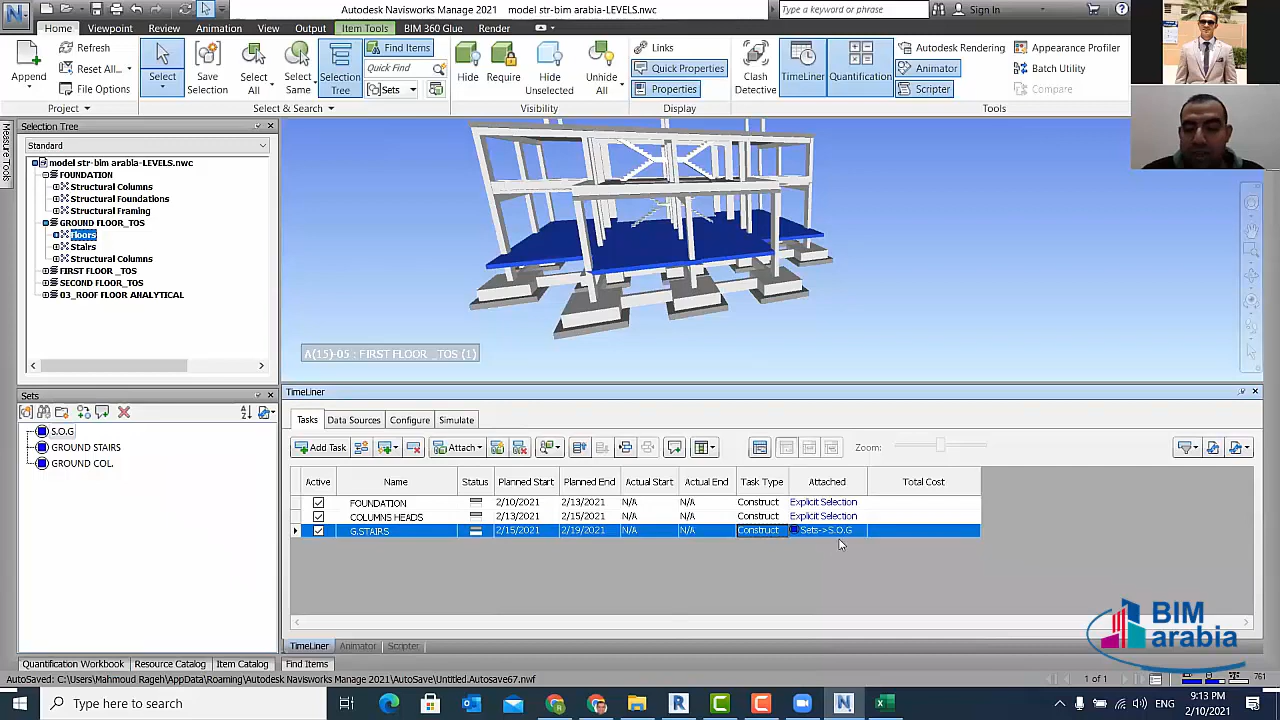 Autodesk Navisworks Manage 2021   model str-bim arabia-LEVELS.nwc
Type a keyword or phrase
Sign In
Home Viewpoint Review Animation View Output Item Tools BIM 360 Glue Render
Append
Refresh
Reset All...
File Options
Project
Select
Save Selection
Select All
Select Same
Selection Tree
Find Items
Quick Find
Sets
Select & Search
Hide
Require
Hide Unselected
Unhide All
Visibility
Links
Quick Properties
Properties
Display
Clash Detective
TimeLiner
Quantification
Autodesk Rendering
Animator
Scripter
Appearance Profiler
Batch Utility
Compare
Tools
Measure Tools
Selection Tree
Standard
model str-bim arabia-LEVELS.nwc
FOUNDATION
Structural Columns
Structural Foundations
Structural Framing
GROUND FLOOR_TOS
Floors
Stairs
Structural Columns
FIRST FLOOR _TOS
SECOND FLOOR_TOS
03_ROOF FLOOR ANALYTICAL
A(15)-05 : FIRST FLOOR _TOS (1)
Sets
S.O.G
GROUND STAIRS
GROUND COL.
TimeLiner
Tasks Data Sources Configure Simulate
Add Task
Attach
Zoom:
Active Name Status Planned Start Planned End Actual Start Actual End Task Type Attached Total Cost
FOUNDATION 2/10/2021 2/13/2021 N/A N/A Construct Explicit Selection
COLUMNS HEADS 2/13/2021 2/15/2021 N/A N/A Construct Explicit Selection
G.STAIRS 2/15/2021 2/19/2021 N/A N/A Construct Sets->S.O.G
BIM
arabia
TimeLiner Animator Scripter
Quantification Workbook Resource Catalog Item Catalog Find Items
AutoSaved: C:\Users\Mahmoud Rageh\AppData\Roaming\Autodesk Navisworks Manage 2021\AutoSave\Untitled.Autosave67.nwf
1 of 1
761
Type here to search
9:13 PM
2/10/2021